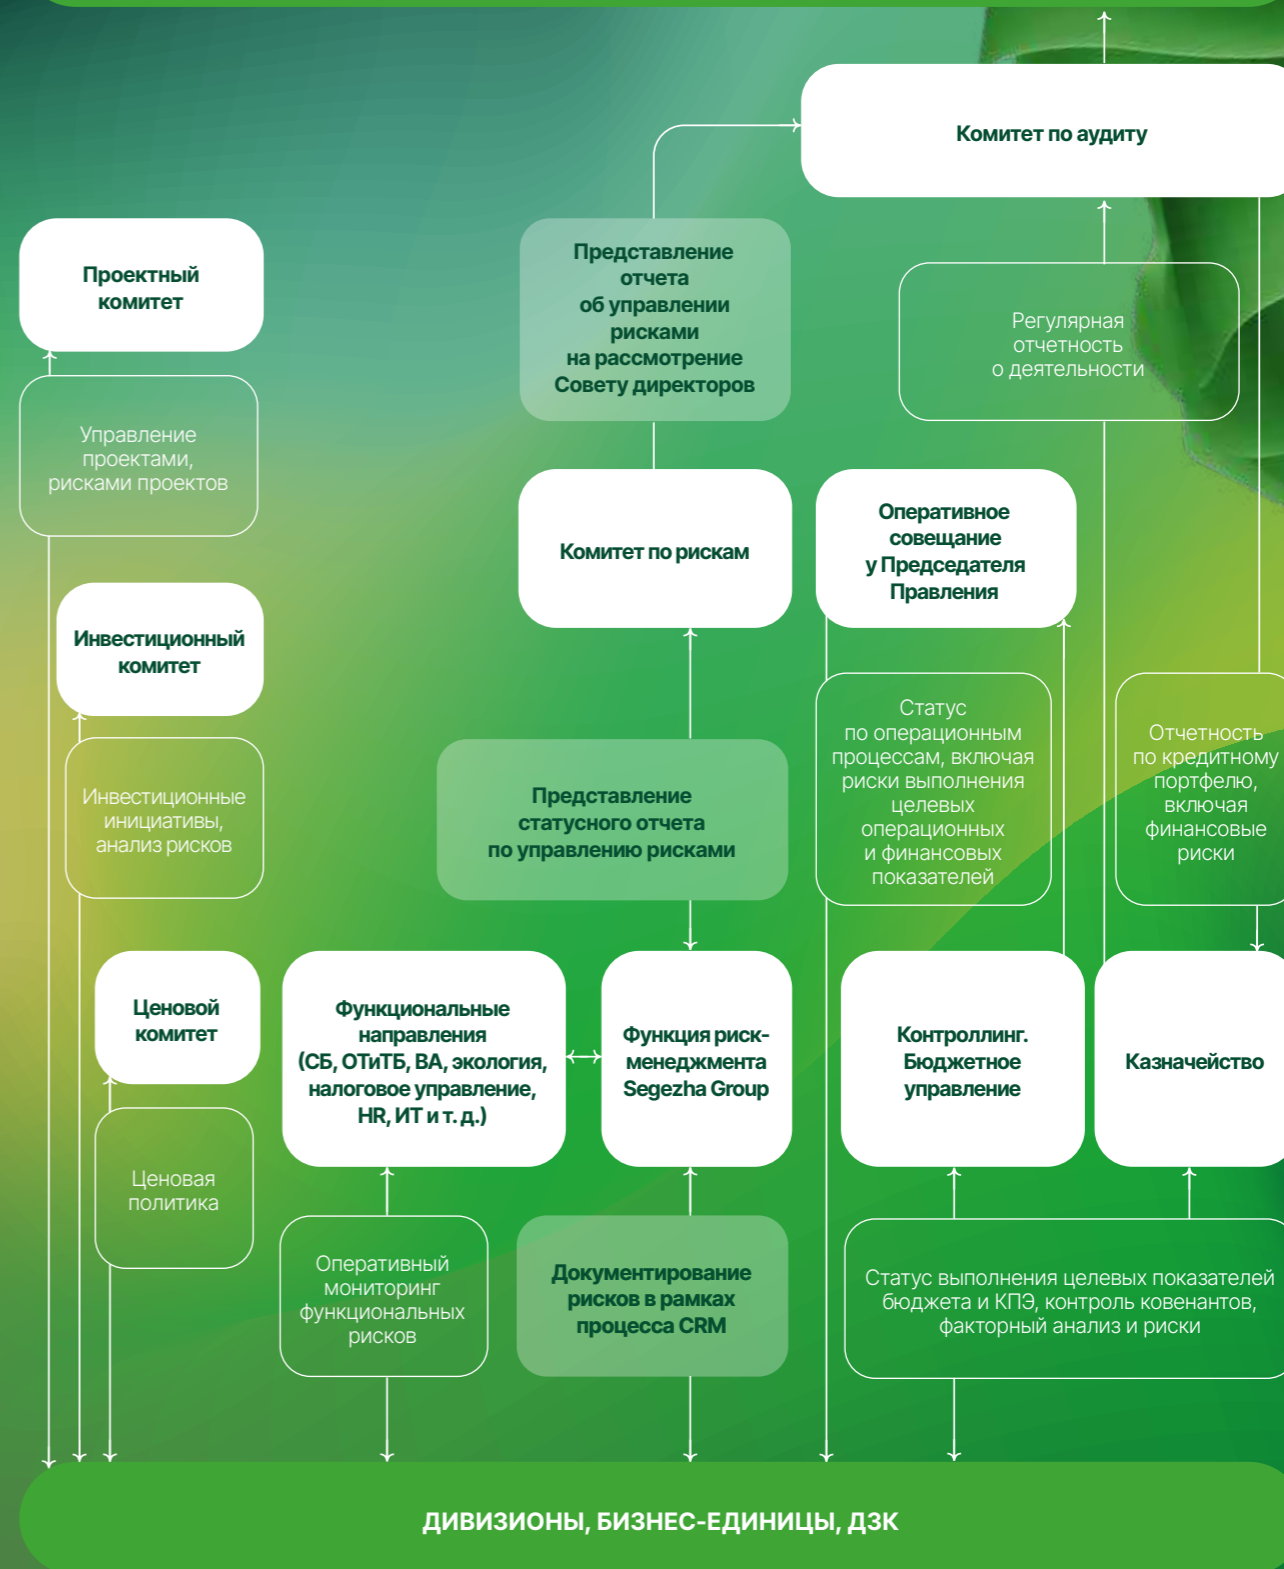 Комитет по аудиту
Проектный
комитет
Представление
отчета
об управлении
рисками
на рассмотрение
Совету директоров
Регулярная
отчетность
о деятельности
Управление
проектами,
рисками проектов
Комитет по рискам
Оперативное
совещание
у Председателя
Правления
Инвестиционный
комитет
Инвестиционные
инициативы,
анализ рисков
Представление
статусного отчета
по управлению рисками
Статус
по операционным
процессам, включая
риски выполнения
целевых
операционных
и финансовых
показателей
Отчетность
по кредитному
портфелю,
включая
финансовые
риски
Ценовой
комитет
Функциональные
направления
(СБ, ОТиТБ, ВА, экология,
налоговое управление,
HR, ИТ и т. д.)
Функция риск-
менеджмента
Segezha Group
Контроллинг.
Бюджетное
управление
Казначейство
Ценовая
политика
Оперативный
мониторинг
функциональных
рисков
Документирование
рисков в рамках
процесса CRM
Статус выполнения целевых показателей
бюджета и КПЭ, контроль ковенантов,
факторный анализ и риски
ДИВИЗИОНЫ, БИЗНЕС-ЕДИНИЦЫ, ДЗК